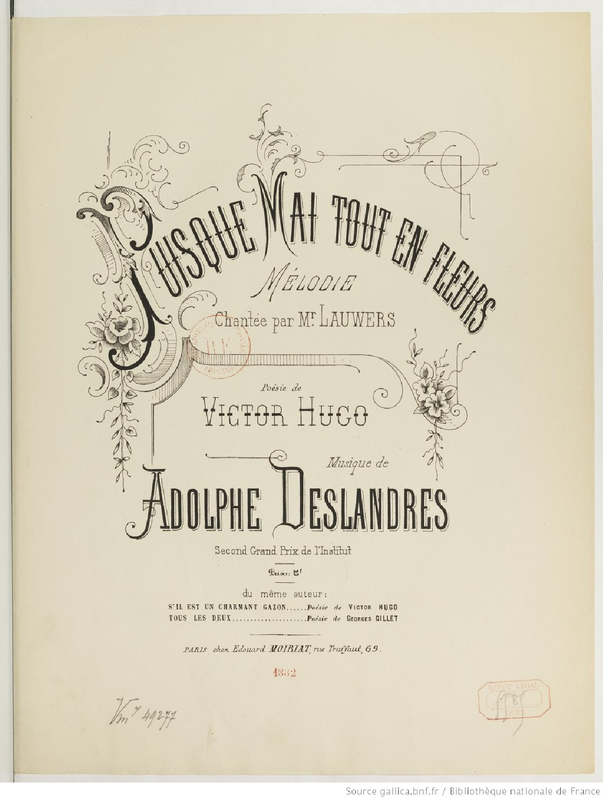 PUISQUE MAI TOUT EN FLEURS
MÉLODIE
Chantée par Mr. LAUWERS
Poésie de
VICTOR HUGO
Musique de
ADOLPHE DESLANDRES
Second Grand Prix de l'Institut
du même auteur:
S'IL EST UN CHARMANT GAZON......Poésie de VICTOR HUGO
TOUS LES DEUX....................Poésie de GEORGES GILLET
PARIS chez Edouard MOIRIAT, rue Truffaut, 69.
1882
Vm7 49277
Source gallica.bnf.fr / Bibliothèque nationale de France